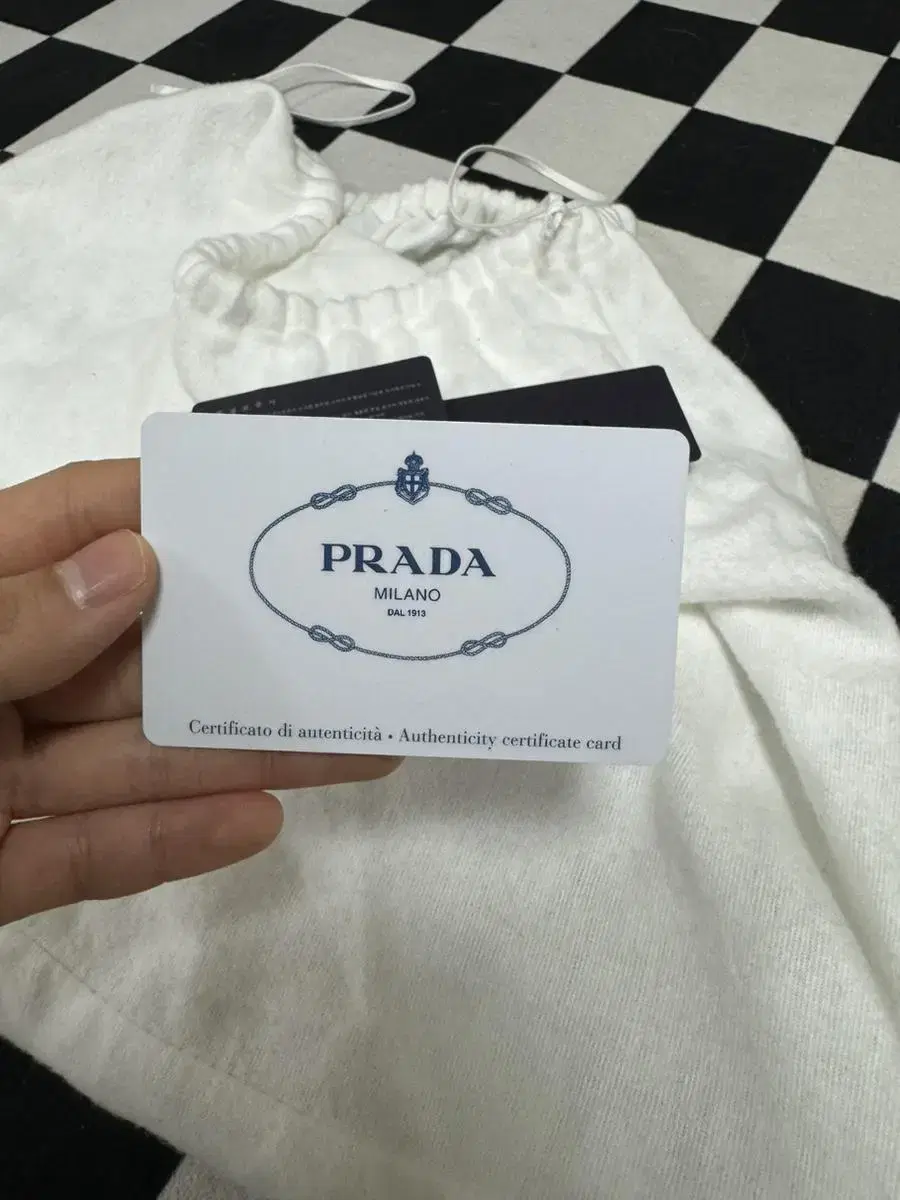 PRADA
MILANO
DAL 1913
Certificato di autenticità • Authenticity certificate card